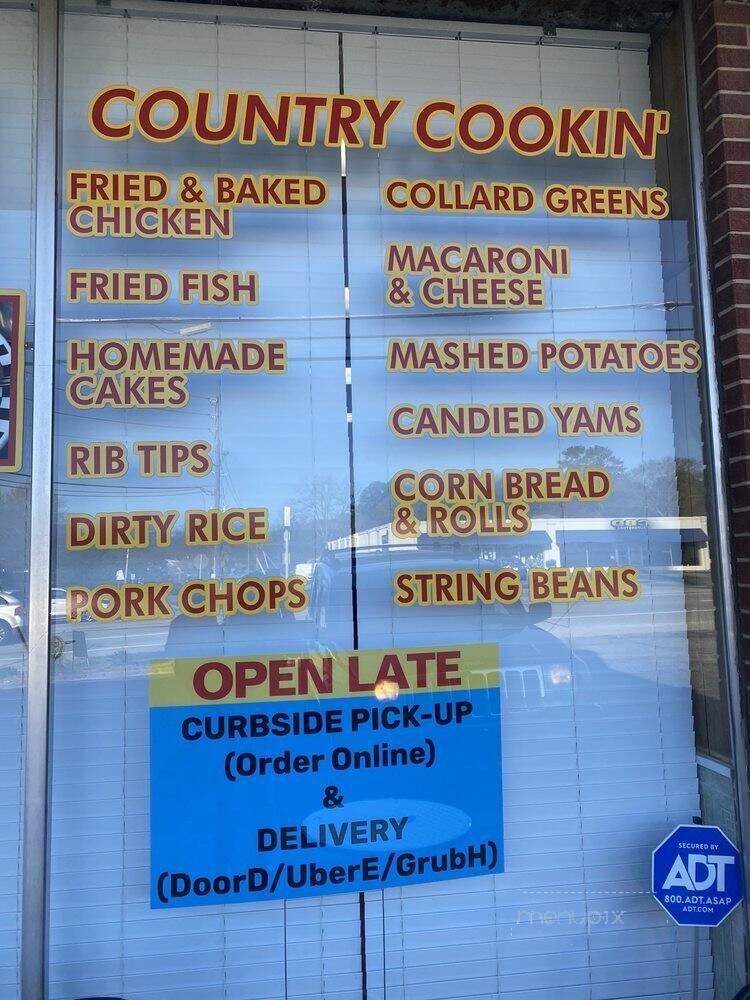 COUNTRY COOKIN'
FRIED & BAKED
CHICKEN
FRIED FISH
HOMEMADE
CAKES
RIB TIPS
DIRTY RICE
PORK CHOPS
COLLARD GREENS
MACARONI
& CHEESE
MASHED POTATOES
CANDIED YAMS
CORN BREAD
& ROLLS
STRING BEANS
OPEN LATE
CURBSIDE PICK-UP
(Order Online)
&
DELIVERY
(DoorD/UberE/GrubH)
SECURED BY
ADT
800.ADT.ASAP
ADT.COM
menupix